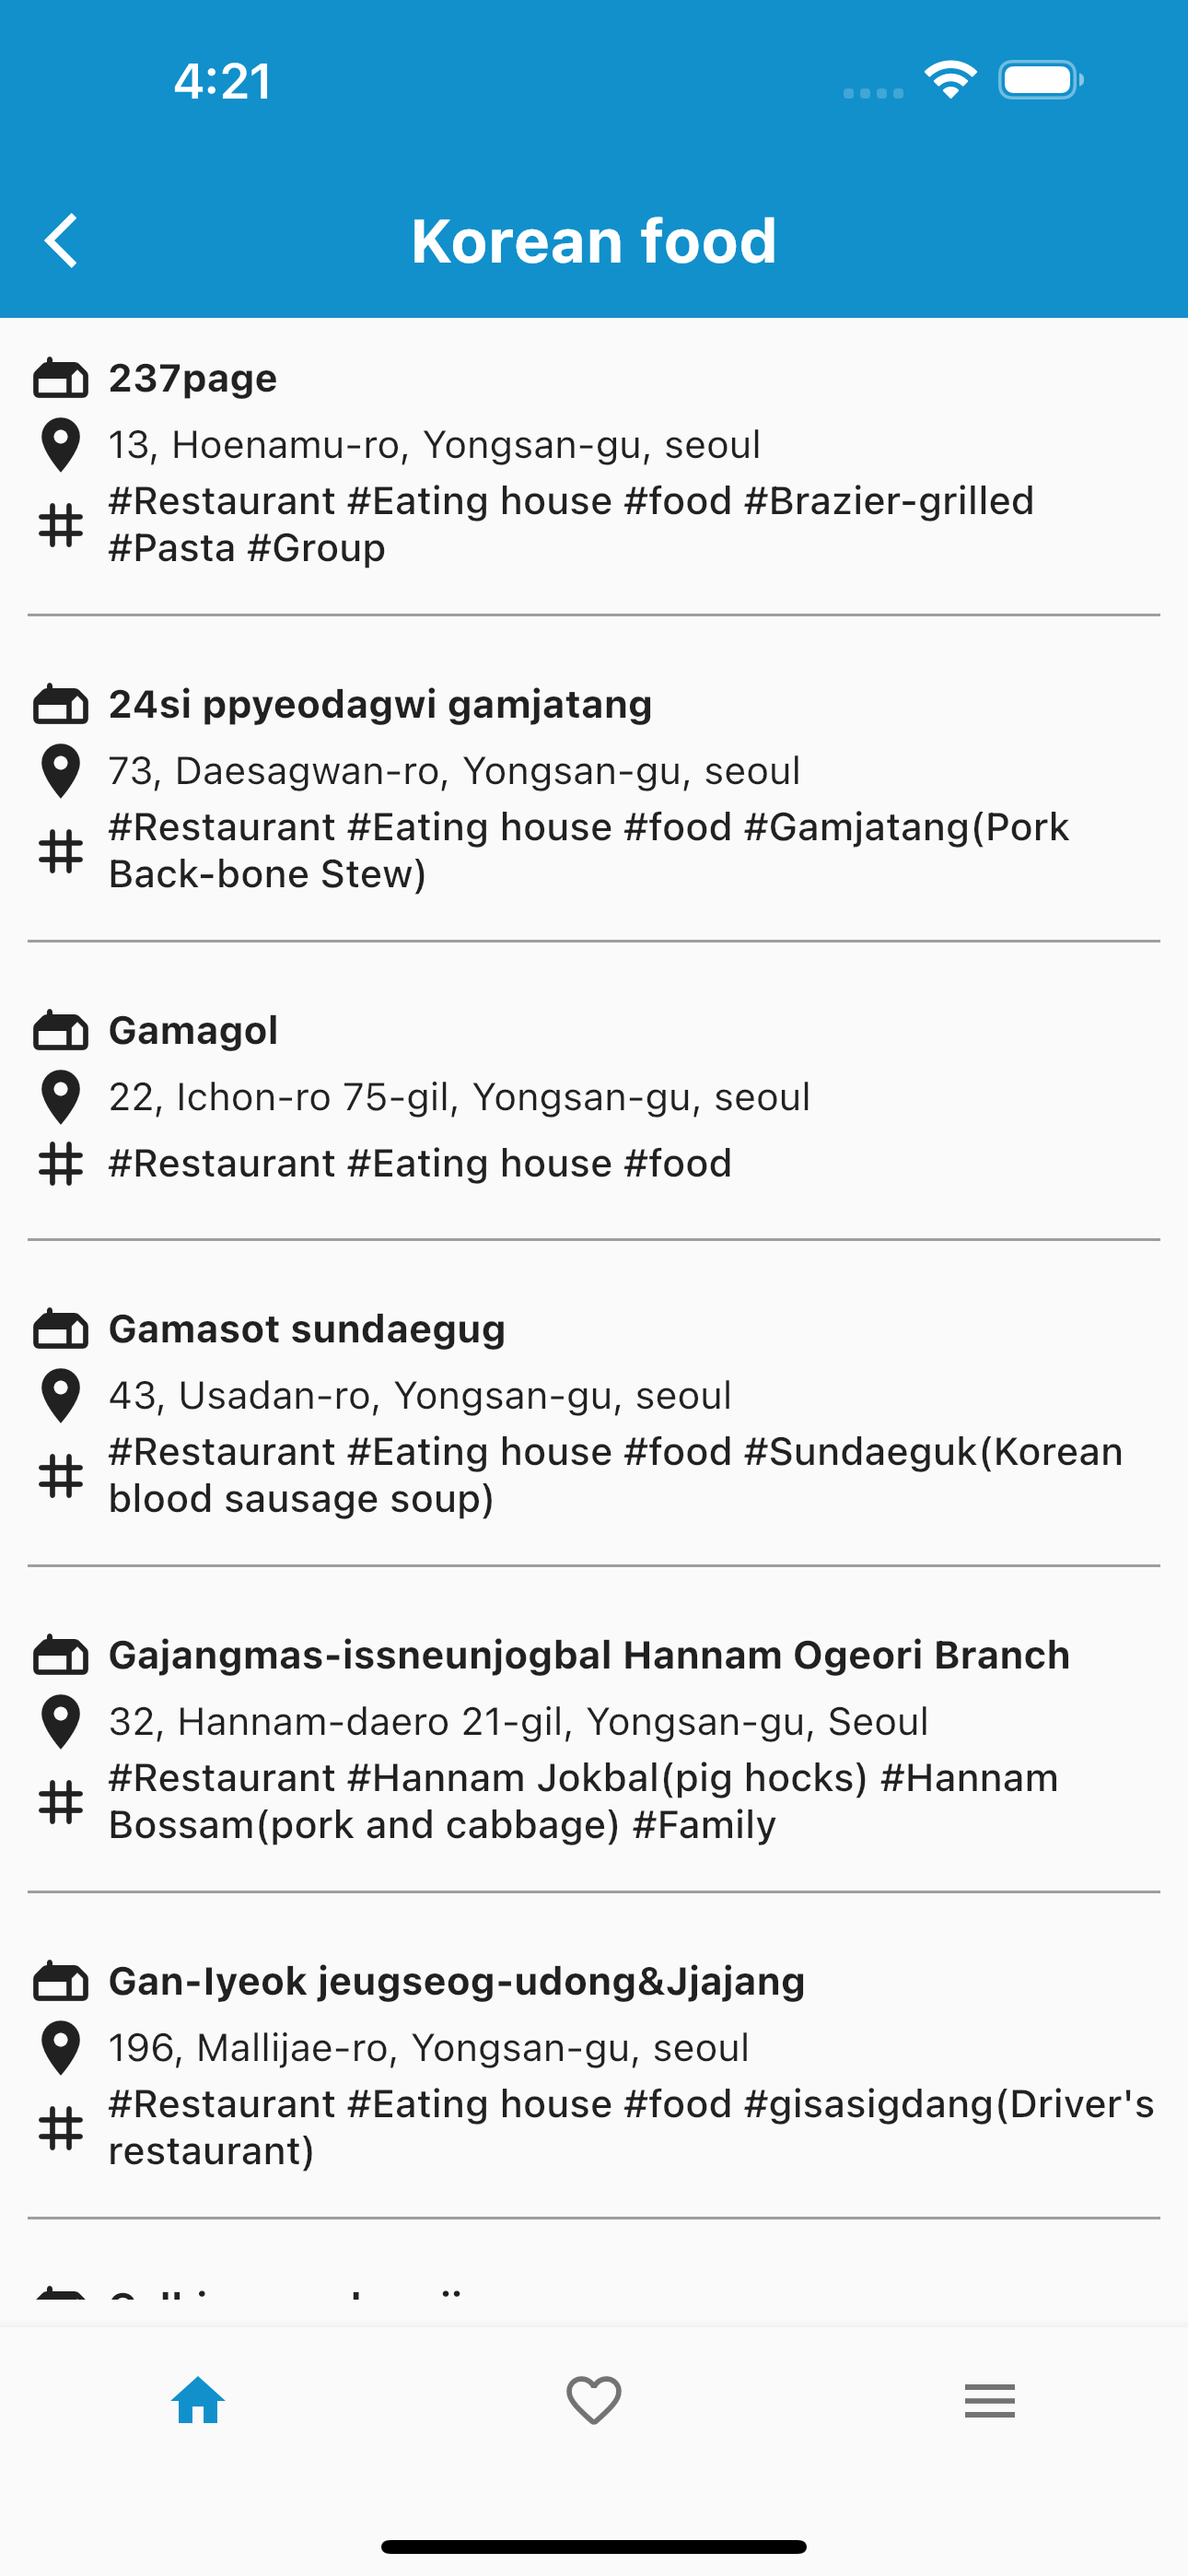 4:21
Korean food
237page
13, Hoenamu-ro, Yongsan-gu, seoul
#Restaurant #Eating house #food #Brazier-grilled
#Pasta #Group
24si ppyeodagwi gamjatang
73, Daesagwan-ro, Yongsan-gu, seoul
#Restaurant #Eating house #food #Gamjatang(Pork
Back-bone Stew)
Gamagol
22, Ichon-ro 75-gil, Yongsan-gu, seoul
#Restaurant #Eating house #food
Gamasot sundaegug
43, Usadan-ro, Yongsan-gu, seoul
#Restaurant #Eating house #food #Sundaeguk(Korean
blood sausage soup)
Gajangmas-issneunjogbal Hannam Ogeori Branch
32, Hannam-daero 21-gil, Yongsan-gu, Seoul
#Restaurant #Hannam Jokbal(pig hocks) #Hannam
Bossam(pork and cabbage) #Family
Gan-Iyeok jeugseog-udong&Jjajang
196, Mallijae-ro, Yongsan-gu, seoul
#Restaurant #Eating house #food #gisasigdang(Driver's
restaurant)